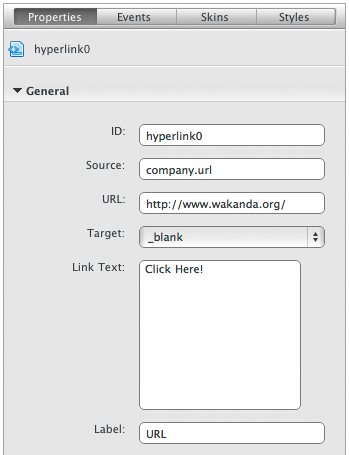 Properties Events Skins Styles
hyperlink0
General
ID: hyperlink0
Source: company.url
URL: http://www.wakanda.org/
Target: _blank
Link Text: Click Here!
Label: URL